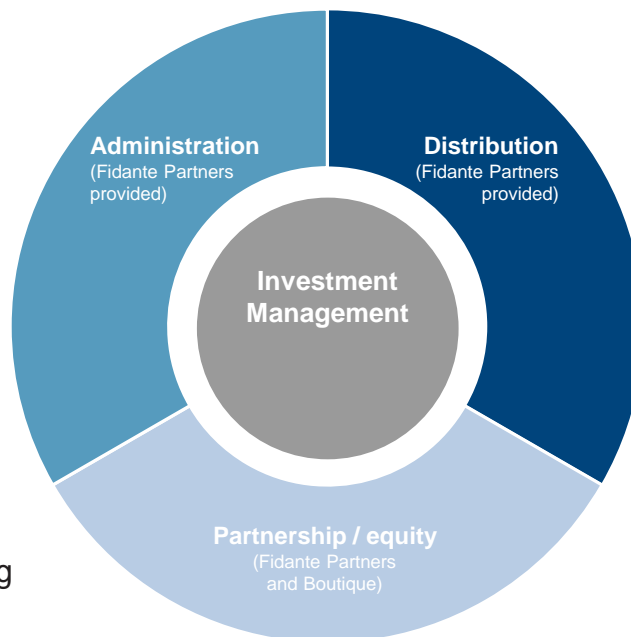 Administration
(Fidante Partners
provided)
Distribution
(Fidante Partners
provided)
Investment
Management
Partnership / equity
(Fidante Partners
and Boutique)
g